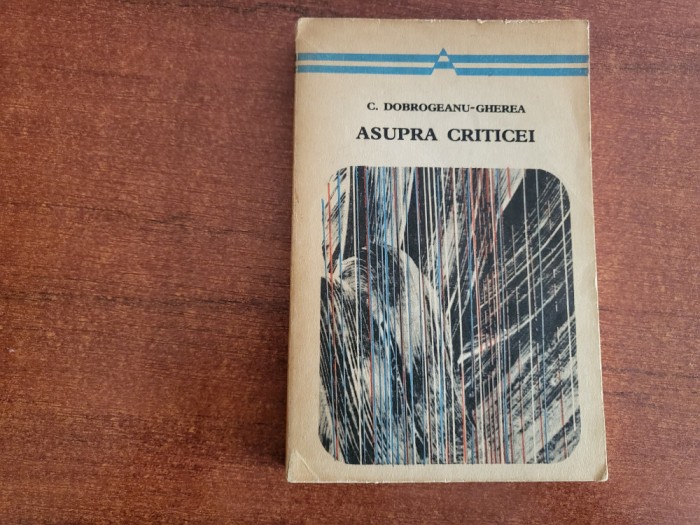 C. DOBROGEANU-GHEREA
ASUPRA CRITICEI